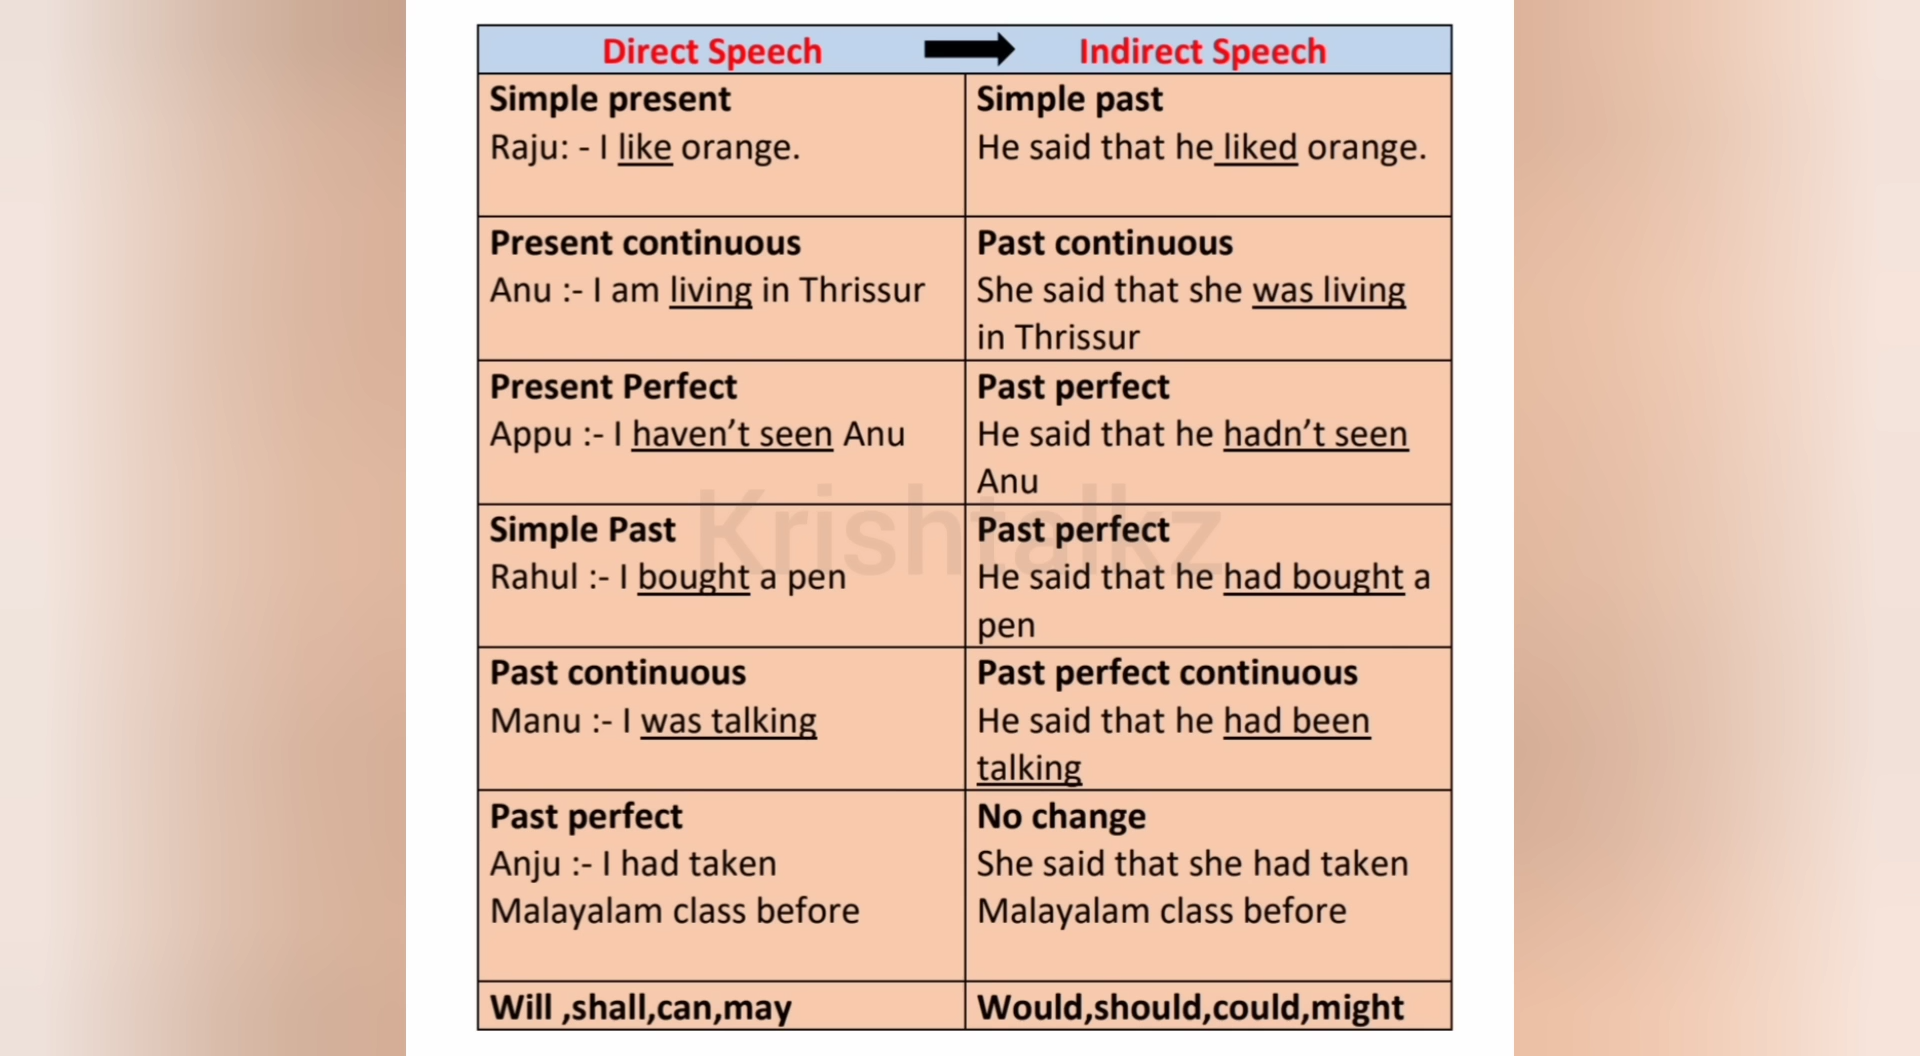 Direct Speech Indirect Speech
Simple present
Raju: - I like orange.
Simple past
He said that he liked orange.
Present continuous
Anu :- I am living in Thrissur
Past continuous
She said that she was living
in Thrissur
Present Perfect
Appu :- I haven’t seen Anu
Past perfect
He said that he hadn’t seen
Anu
Simple Past
Rahul :- I bought a pen
Past perfect
He said that he had bought a
pen
Past continuous
Manu :- I was talking
Past perfect continuous
He said that he had been
talking
Past perfect
Anju :- I had taken
Malayalam class before
No change
She said that she had taken
Malayalam class before
Will ,shall,can,may
Would,should,could,might
Krishtalkz